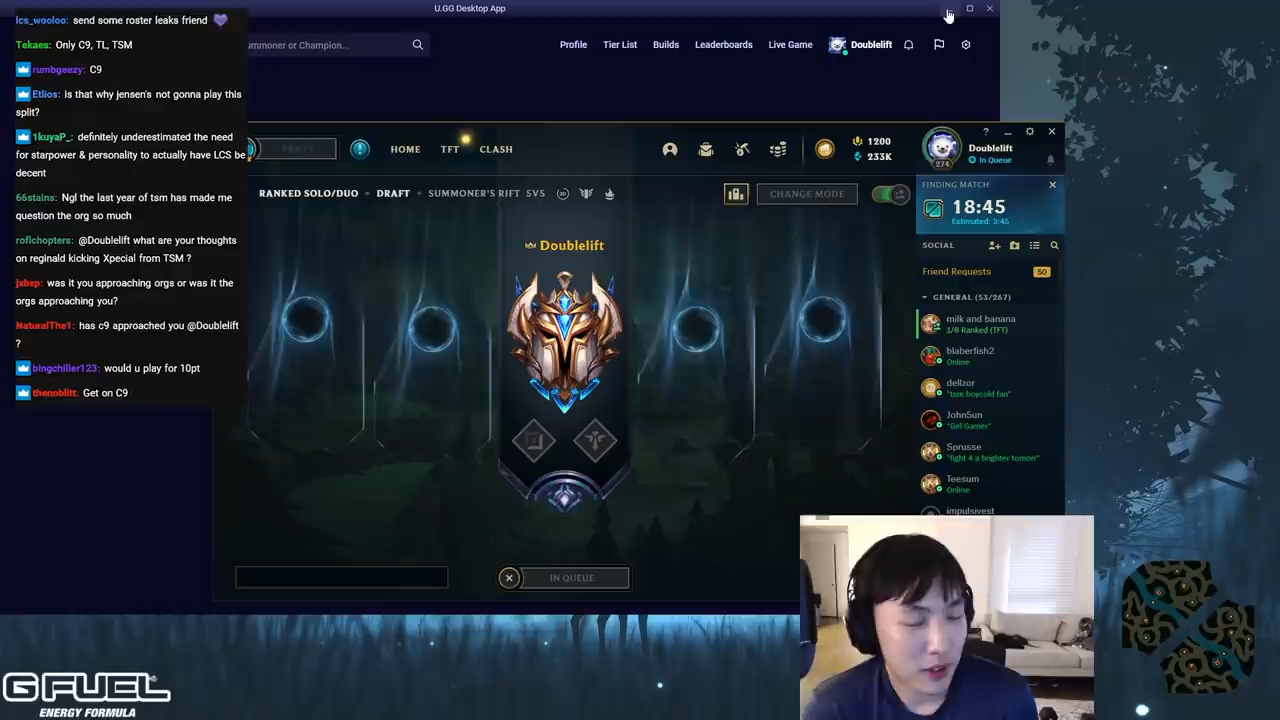 U.GG Desktop App
lcs_wooloo: send some roster leaks friend
Tekaes: Only C9, TL, TSM
rumbgeezy: C9
Etlios: is that why jensen's not gonna play this
split?
1kuyaP_: definitely underestimated the need
for starpower & personality to actually have LCS be
decent
66stains: Ngl the last year of tsm has made me
question the org so much
roflchopters: @Doublelift what are your thoughts
on reginald kicking Xpecial from TSM ?
jxbxp: was it you approaching orgs or was it the
orgs approaching you?
NaturalThe1: has c9 approached you @Doublelift
?
bingchiller123: would u play for 10pt
thenoblitt: Get on C9
ummoner or Champion...
Profile
Tier List
Builds
Leaderboards
Live Game
Doublelift
PARTY
HOME
TFT
CLASH
1200
233K
274
Doublelift
In Queue
RANKED SOLO/DUO
DRAFT
SUMMONER'S RIFT 5V5
CHANGE MODE
FINDING MATCH
18:45
Estimated: 3:45
SOCIAL
Friend Requests
50
GENERAL (53/267)
milk and banana
1/8 Ranked (TFT)
blaberfish2
Online
dellzor
"tsm boycold fan"
JohnSun
"Girl Gamer"
Sprusse
"fight 4 a brighter tomorr"
Teesum
Online
impulsivest
Doublelift
IN QUEUE
G FUEL
ENERGY FORMULA